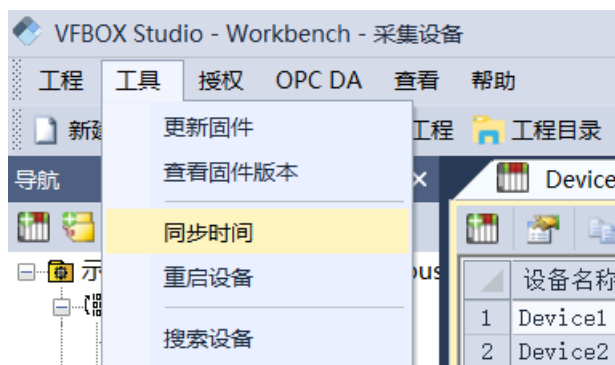 VFBOX Studio - Workbench - 采集设备
工程 工具 授权 OPC DA 查看 帮助
工程 工程目录
更新固件
导航
查看固件版本
Device
同步时间
重启设备
搜索设备
设备名称
1 Device1
2 Device2